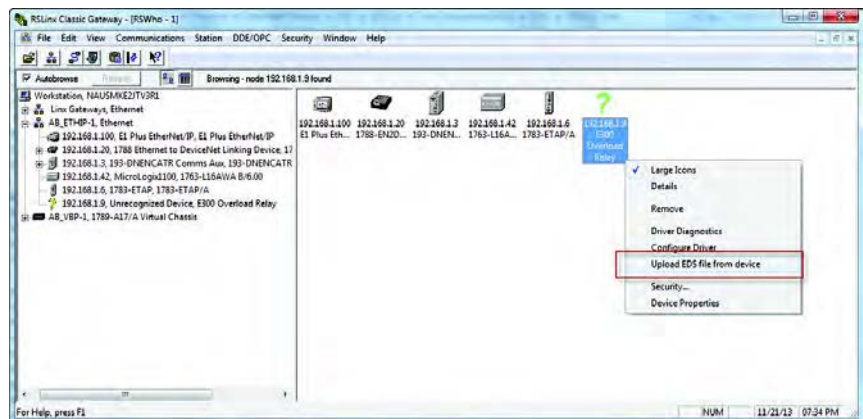 RSLinx Classic Gateway - [RSWho - 1]
File Edit View Communications Station DDE/OPC Security Window Help
Autobrowse Refresh Browsing - node 192.168.1.9 found
Workstation, NAUSMKE2JTV3R1
Linx Gateways, Ethernet
AB_ETHIP-1, Ethernet
192.168.1.100, E1 Plus EtherNet/IP, E1 Plus EtherNet/IP
192.168.1.20, 1788 Ethernet to DeviceNet Linking Device, 17
192.168.1.3, 193-DNENCATR Comms Aux, 193-DNENCATR
192.168.1.42, MicroLogix1100, 1763-L16AWA B/6.00
192.168.1.6, 1783-ETAP, 1783-ETAP/A
192.168.1.9, Unrecognized Device, E300 Overload Relay
AB_VBP-1, 1789-A17/A Virtual Chassis
192.168.1.100 192.168.1.20 192.168.1.3 192.168.1.42 192.168.1.6 192.168.1.9
E1 Plus Eth... 1788-EN2D... 193-DNEN... 1763-L16A... 1783-ETAP/A E300
Overload
Relay
Large Icons
Details
Remove
Driver Diagnostics
Configure Driver
Upload EDS file from device
Security...
Device Properties
For Help, press F1 NUM 11/21/13 07:34 PM